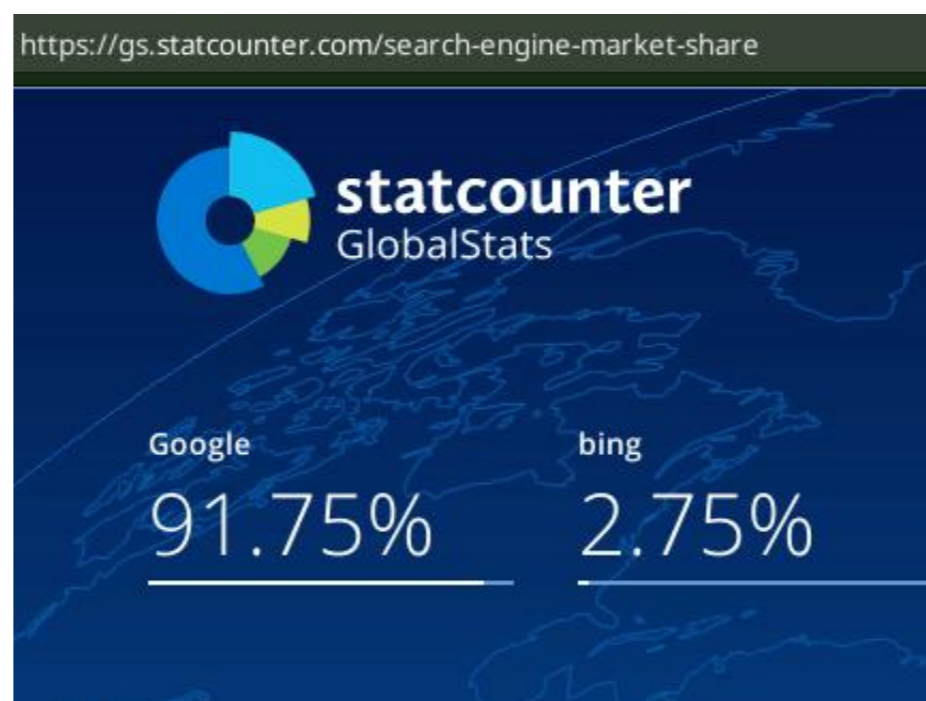 https://gs.statcounter.com/search-engine-market-share
statcounter
GlobalStats
Google
91.75%
bing
2.75%